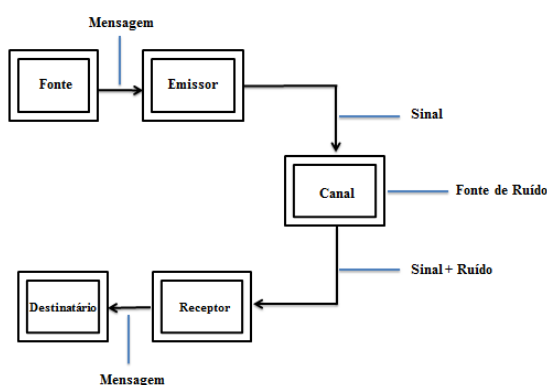 Mensagem
Fonte
Emissor
Sinal
Canal
Fonte de Ruído
Sinal + Ruído
Destinatário
Receptor
Mensagem